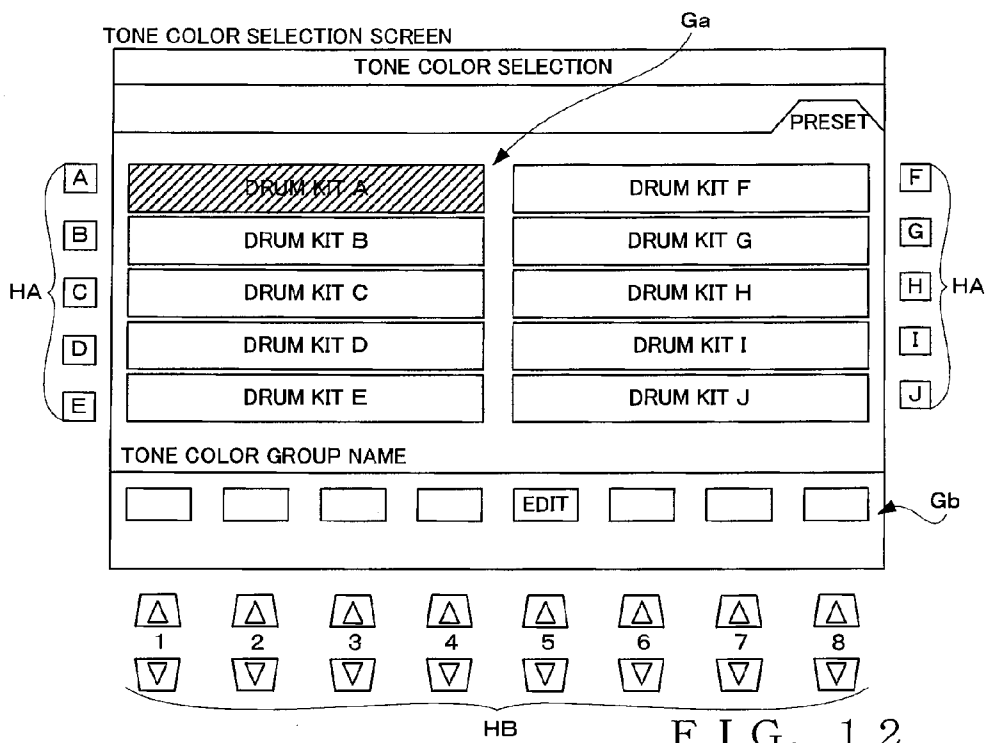 Ga
TONE COLOR SELECTION SCREEN
TONE COLOR SELECTION
PRESET
A DRUM KIT A DRUM KIT F F
B DRUM KIT B DRUM KIT G G
HA C DRUM KIT C DRUM KIT H H HA
D DRUM KIT D DRUM KIT I I
E DRUM KIT E DRUM KIT J J
TONE COLOR GROUP NAME
EDIT
Gb
1 2 3 4 5 6 7 8
HB
FIG. 12